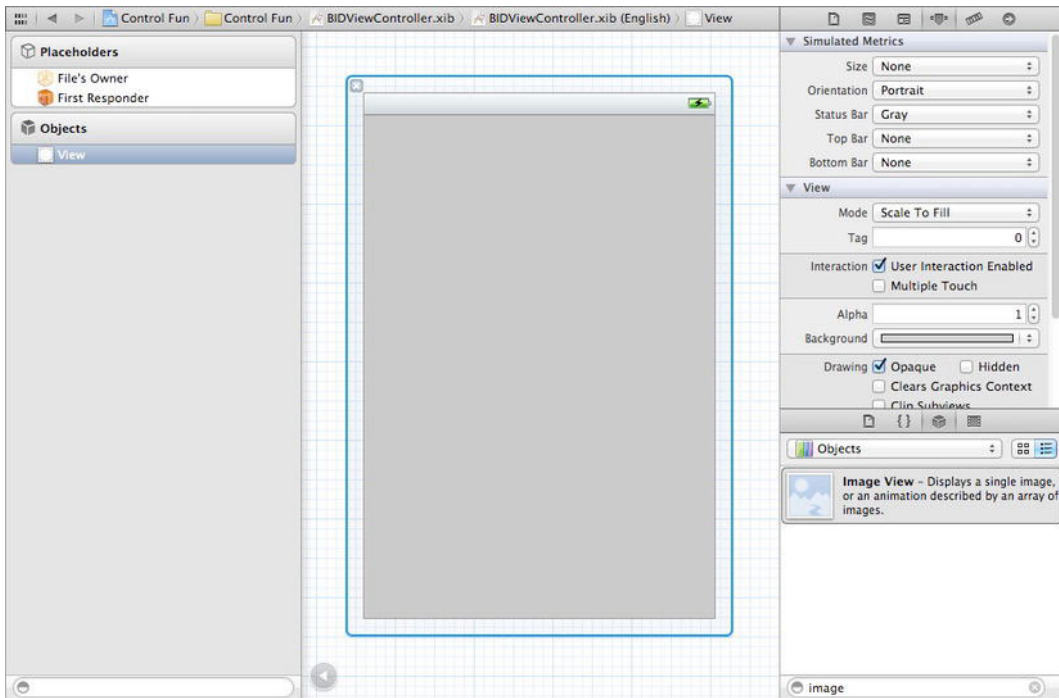 Control Fun Control Fun BIDViewController.xib BIDViewController.xib (English) View
Placeholders
File's Owner
First Responder
Objects
View
Simulated Metrics
Size None
Orientation Portrait
Status Bar Gray
Top Bar None
Bottom Bar None
View
Mode Scale To Fill
Tag 0
Interaction User Interaction Enabled
Multiple Touch
Alpha 1
Background
Drawing Opaque Hidden
Clears Graphics Context
Clip Subviews
{}
Objects
Image View - Displays a single image,
or an animation described by an array of
images.
image